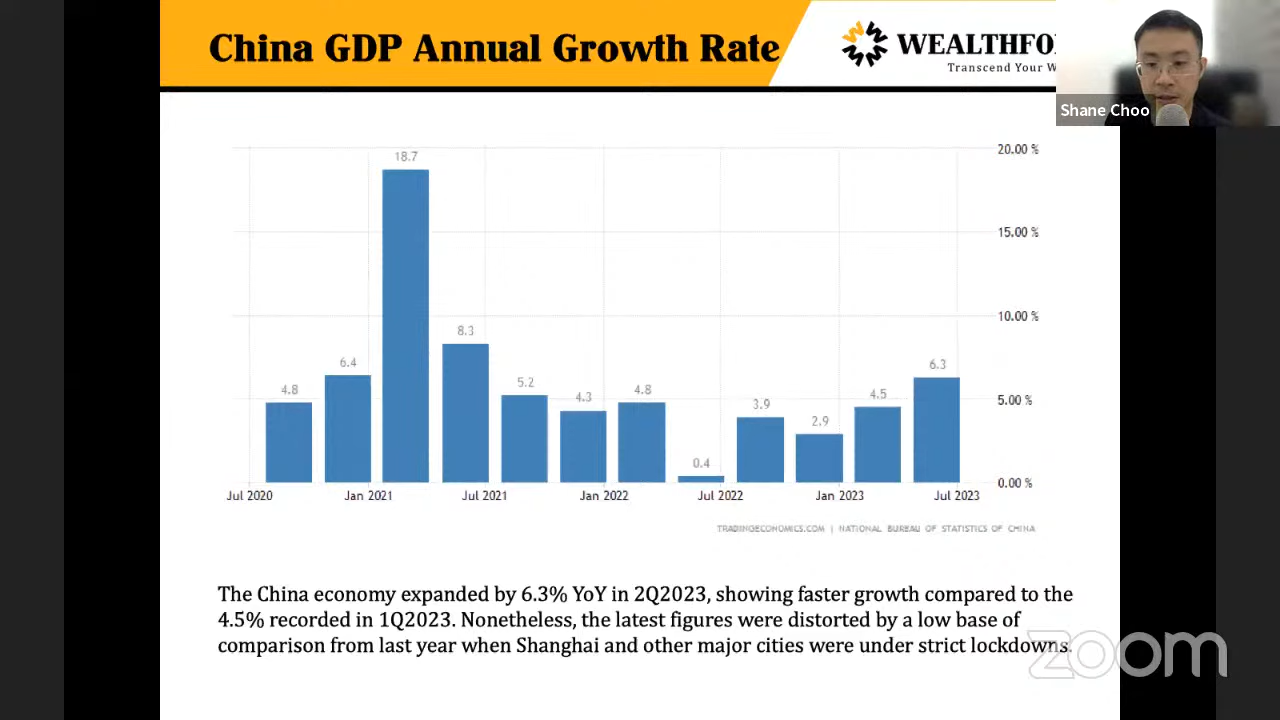 China GDP Annual Growth Rate
WEALTHFO
Transcend Your W
Shane Choo
20.00 %
15.00 %
10.00 %
5.00 %
0.00 %
4.8
6.4
18.7
8.3
5.2
4.3
4.8
0.4
3.9
2.9
4.5
6.3
Jul 2020 Jan 2021 Jul 2021 Jan 2022 Jul 2022 Jan 2023 Jul 2023
TRADINGECONOMICS.COM | NATIONAL BUREAU OF STATISTICS OF CHINA
The China economy expanded by 6.3% YoY in 2Q2023, showing faster growth compared to the
4.5% recorded in 1Q2023. Nonetheless, the latest figures were distorted by a low base of
comparison from last year when Shanghai and other major cities were under strict lockdowns.
zoom